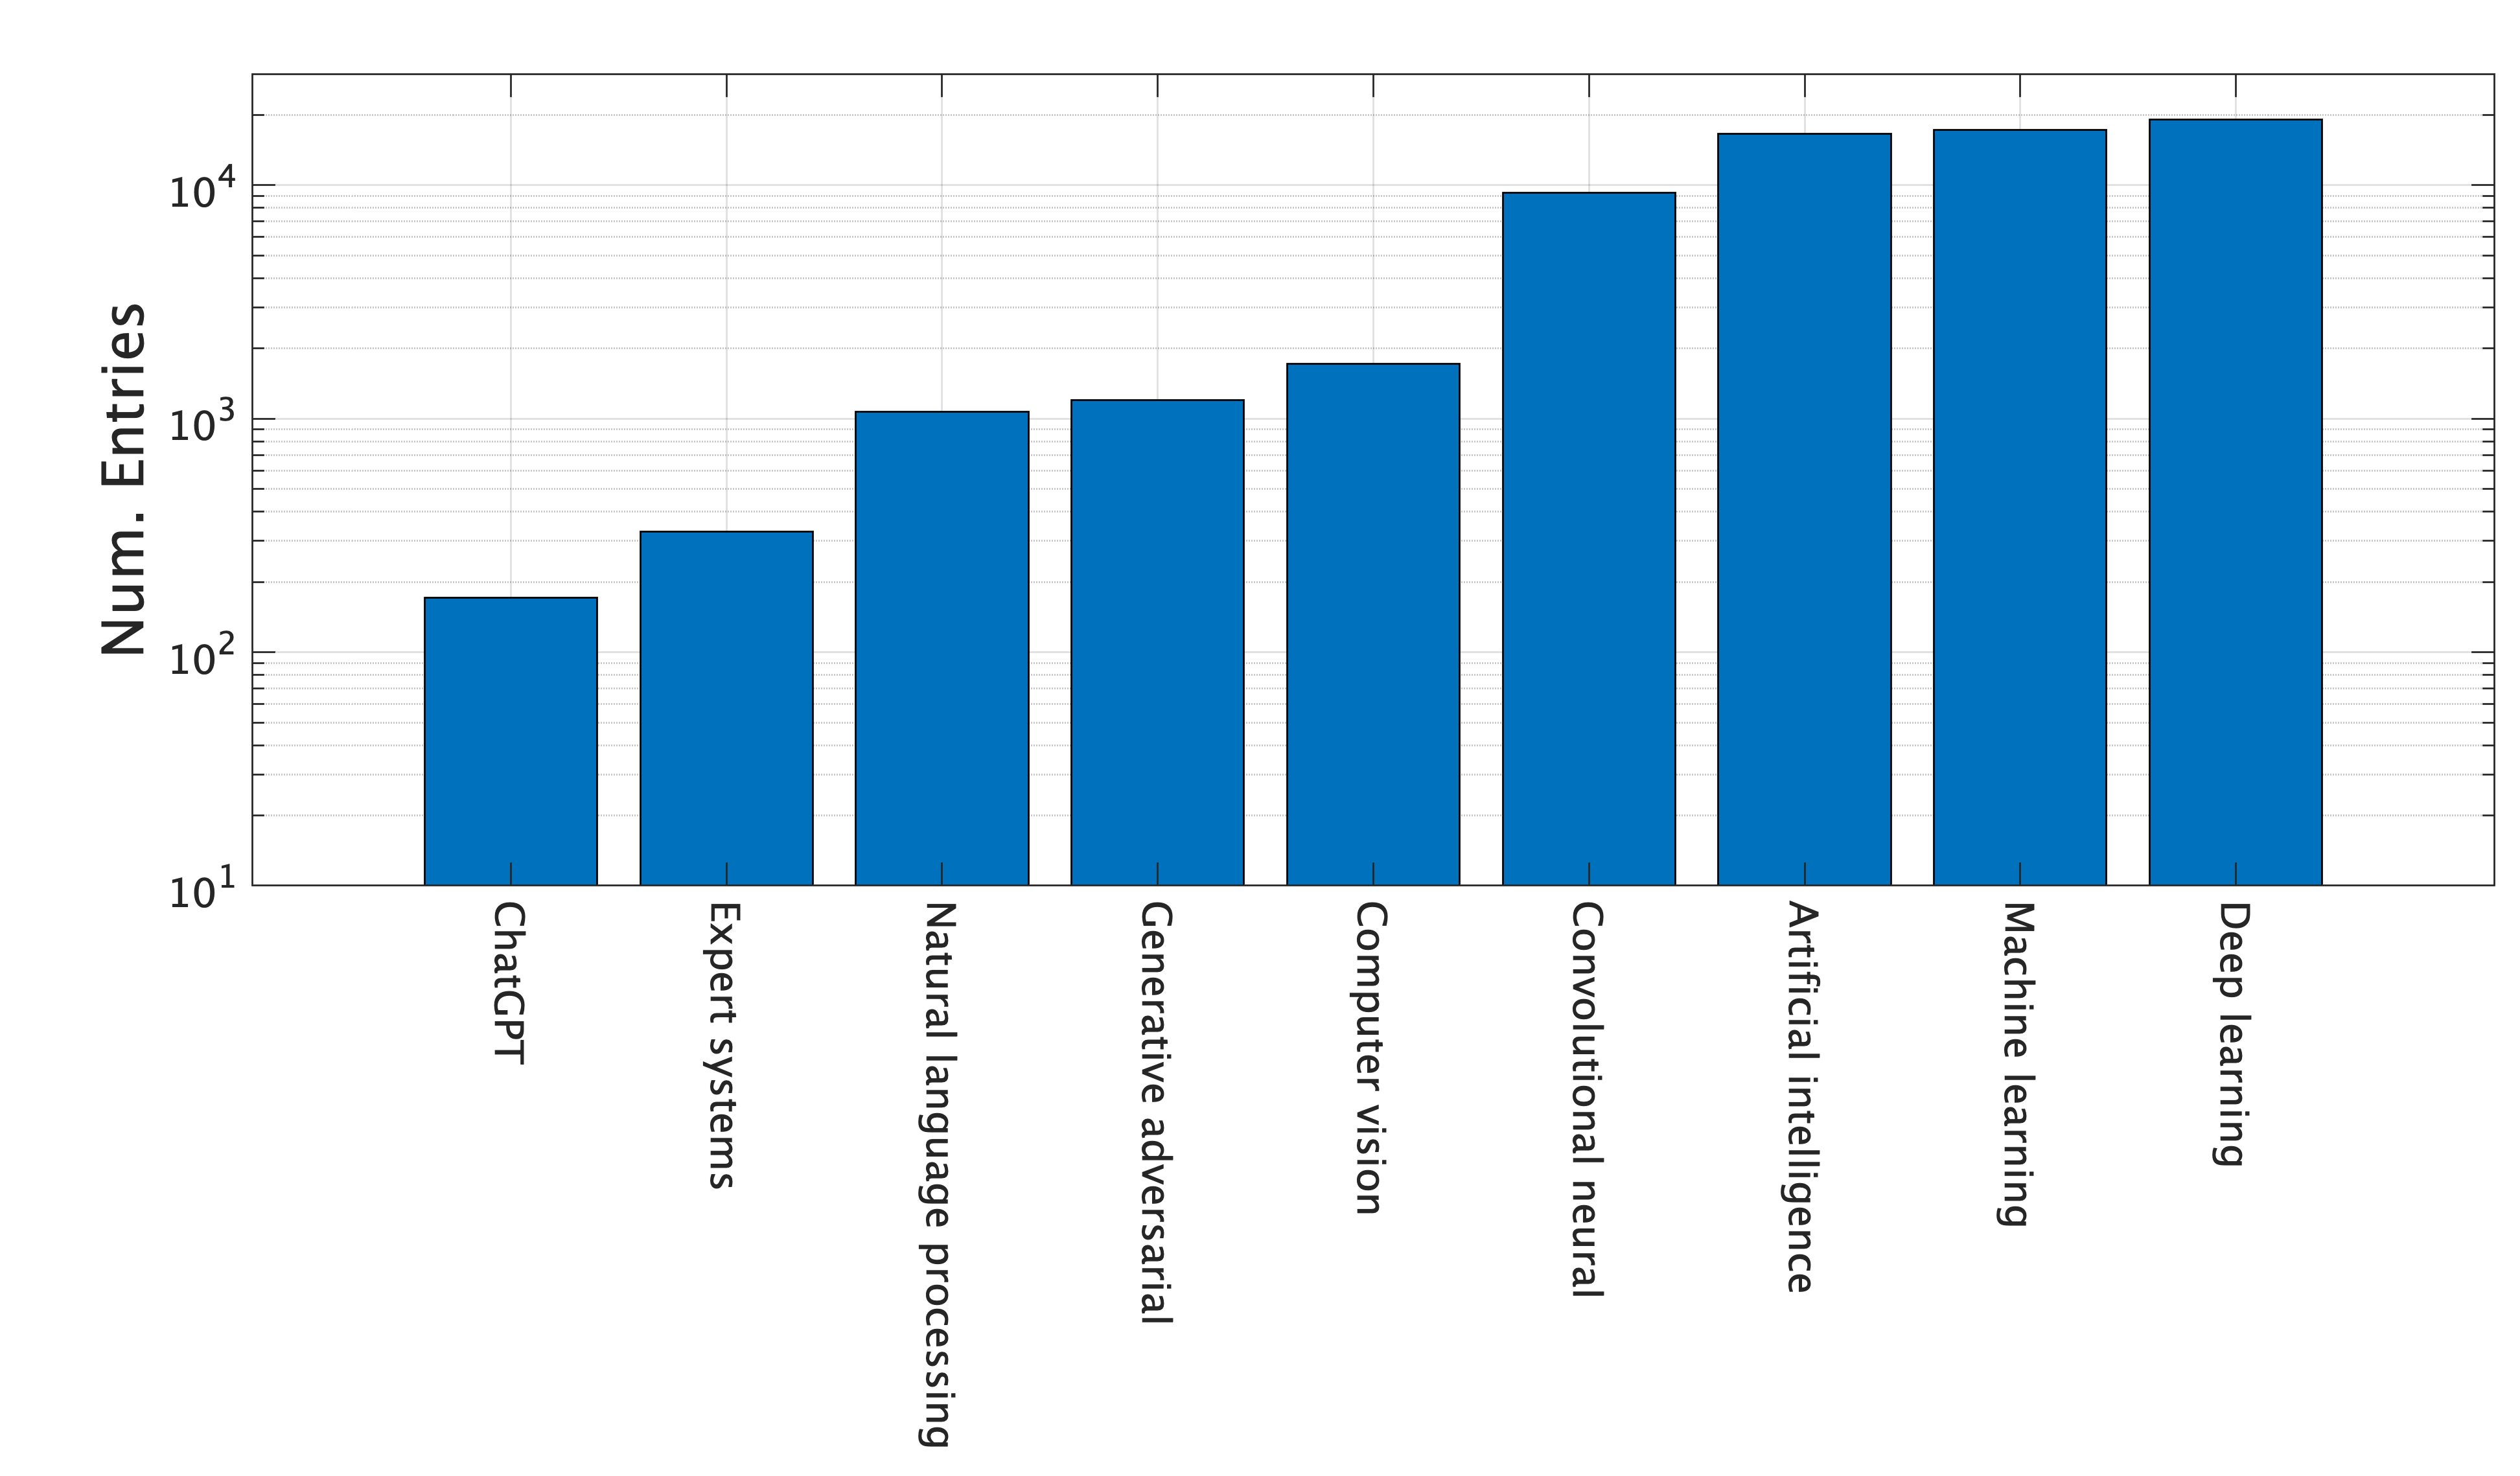 Num. Entries
10^4
10^3
10^2
10^1
ChatGPT
Expert systems
Natural language processing
Generative adversarial
Computer vision
Convolutional neural
Artificial intelligence
Machine learning
Deep learning